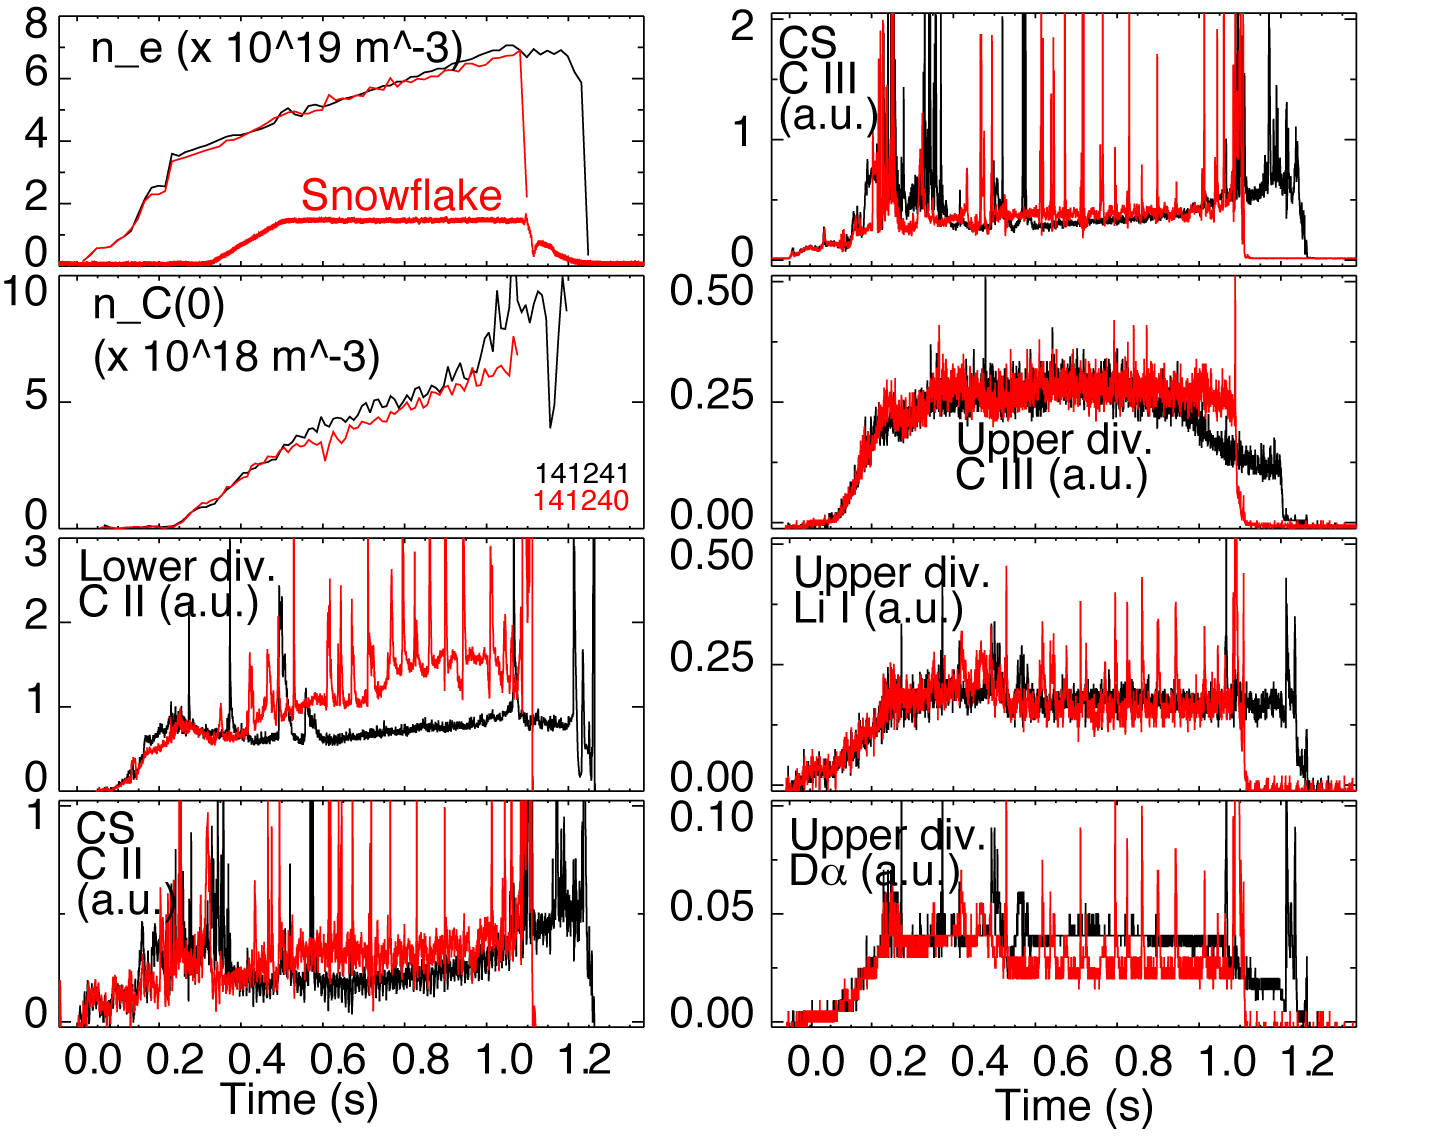 8
6
4
2
0
n_e (x 10^19 m^-3)
Snowflake
10
5
0
n_C(0)
(x 10^18 m^-3)
141241
141240
3
2
1
0
Lower div.
C II (a.u.)
1
0
CS
C II
(a.u.)
0.0 0.2 0.4 0.6 0.8 1.0 1.2
Time (s)
2
1
0
CS
C III
(a.u.)
0.50
0.25
0.00
Upper div.
C III (a.u.)
0.50
0.25
0.00
Upper div.
Li I (a.u.)
0.10
0.05
0.00
Upper div.
Dα (a.u.)
0.0 0.2 0.4 0.6 0.8 1.0 1.2
Time (s)